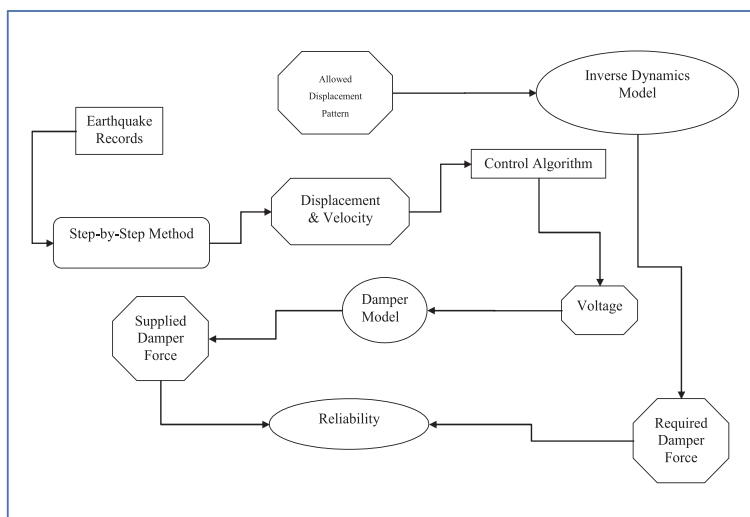 Allowed
Displacement
Pattern
Inverse Dynamics
Model
Earthquake
Records
Control Algorithm
Displacement
& Velocity
Step-by-Step Method
Damper
Model
Voltage
Supplied
Damper
Force
Reliability
Required
Damper
Force